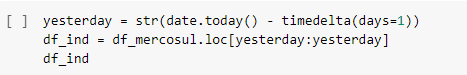 [ ] yesterday = str(date.today() - timedelta(days=1))
df_ind = df_mercosul.loc[yesterday:yesterday]
df_ind